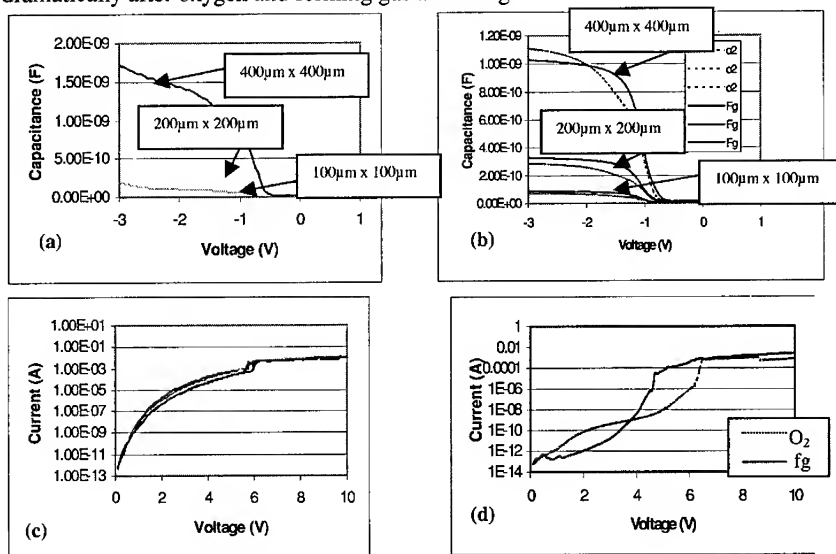 dramatically after oxygen and forming gas
2.00E-09
1.50E-09
1.00E-09
5.00E-10
0.00E+00
Capacitance (F)
400µm x 400µm
200µm x 200µm
100µm x 100µm
-3
-2
-1
0
1
(a)
Voltage (V)
1.20E-09
1.00E-09
8.00E-10
6.00E-10
4.00E-10
2.00E-10
0.00E+00
Capacitance (F)
400µm x 400µm
o2
o2
o2
Fg
Fg
Fg
200µm x 200µm
100µm x 100µm
-3
-2
-1
0
1
(b)
Voltage (V)
1.00E+01
1.00E-01
1.00E-03
1.00E-05
1.00E-07
1.00E-09
1.00E-11
1.00E-13
Current (A)
0
2
4
6
8
10
(c)
Voltage (V)
1
0.01
0.0001
1E-06
1E-08
1E-10
1E-12
1E-14
Current (A)
O₂
fg
0
2
4
6
8
10
(d)
Voltage (V)